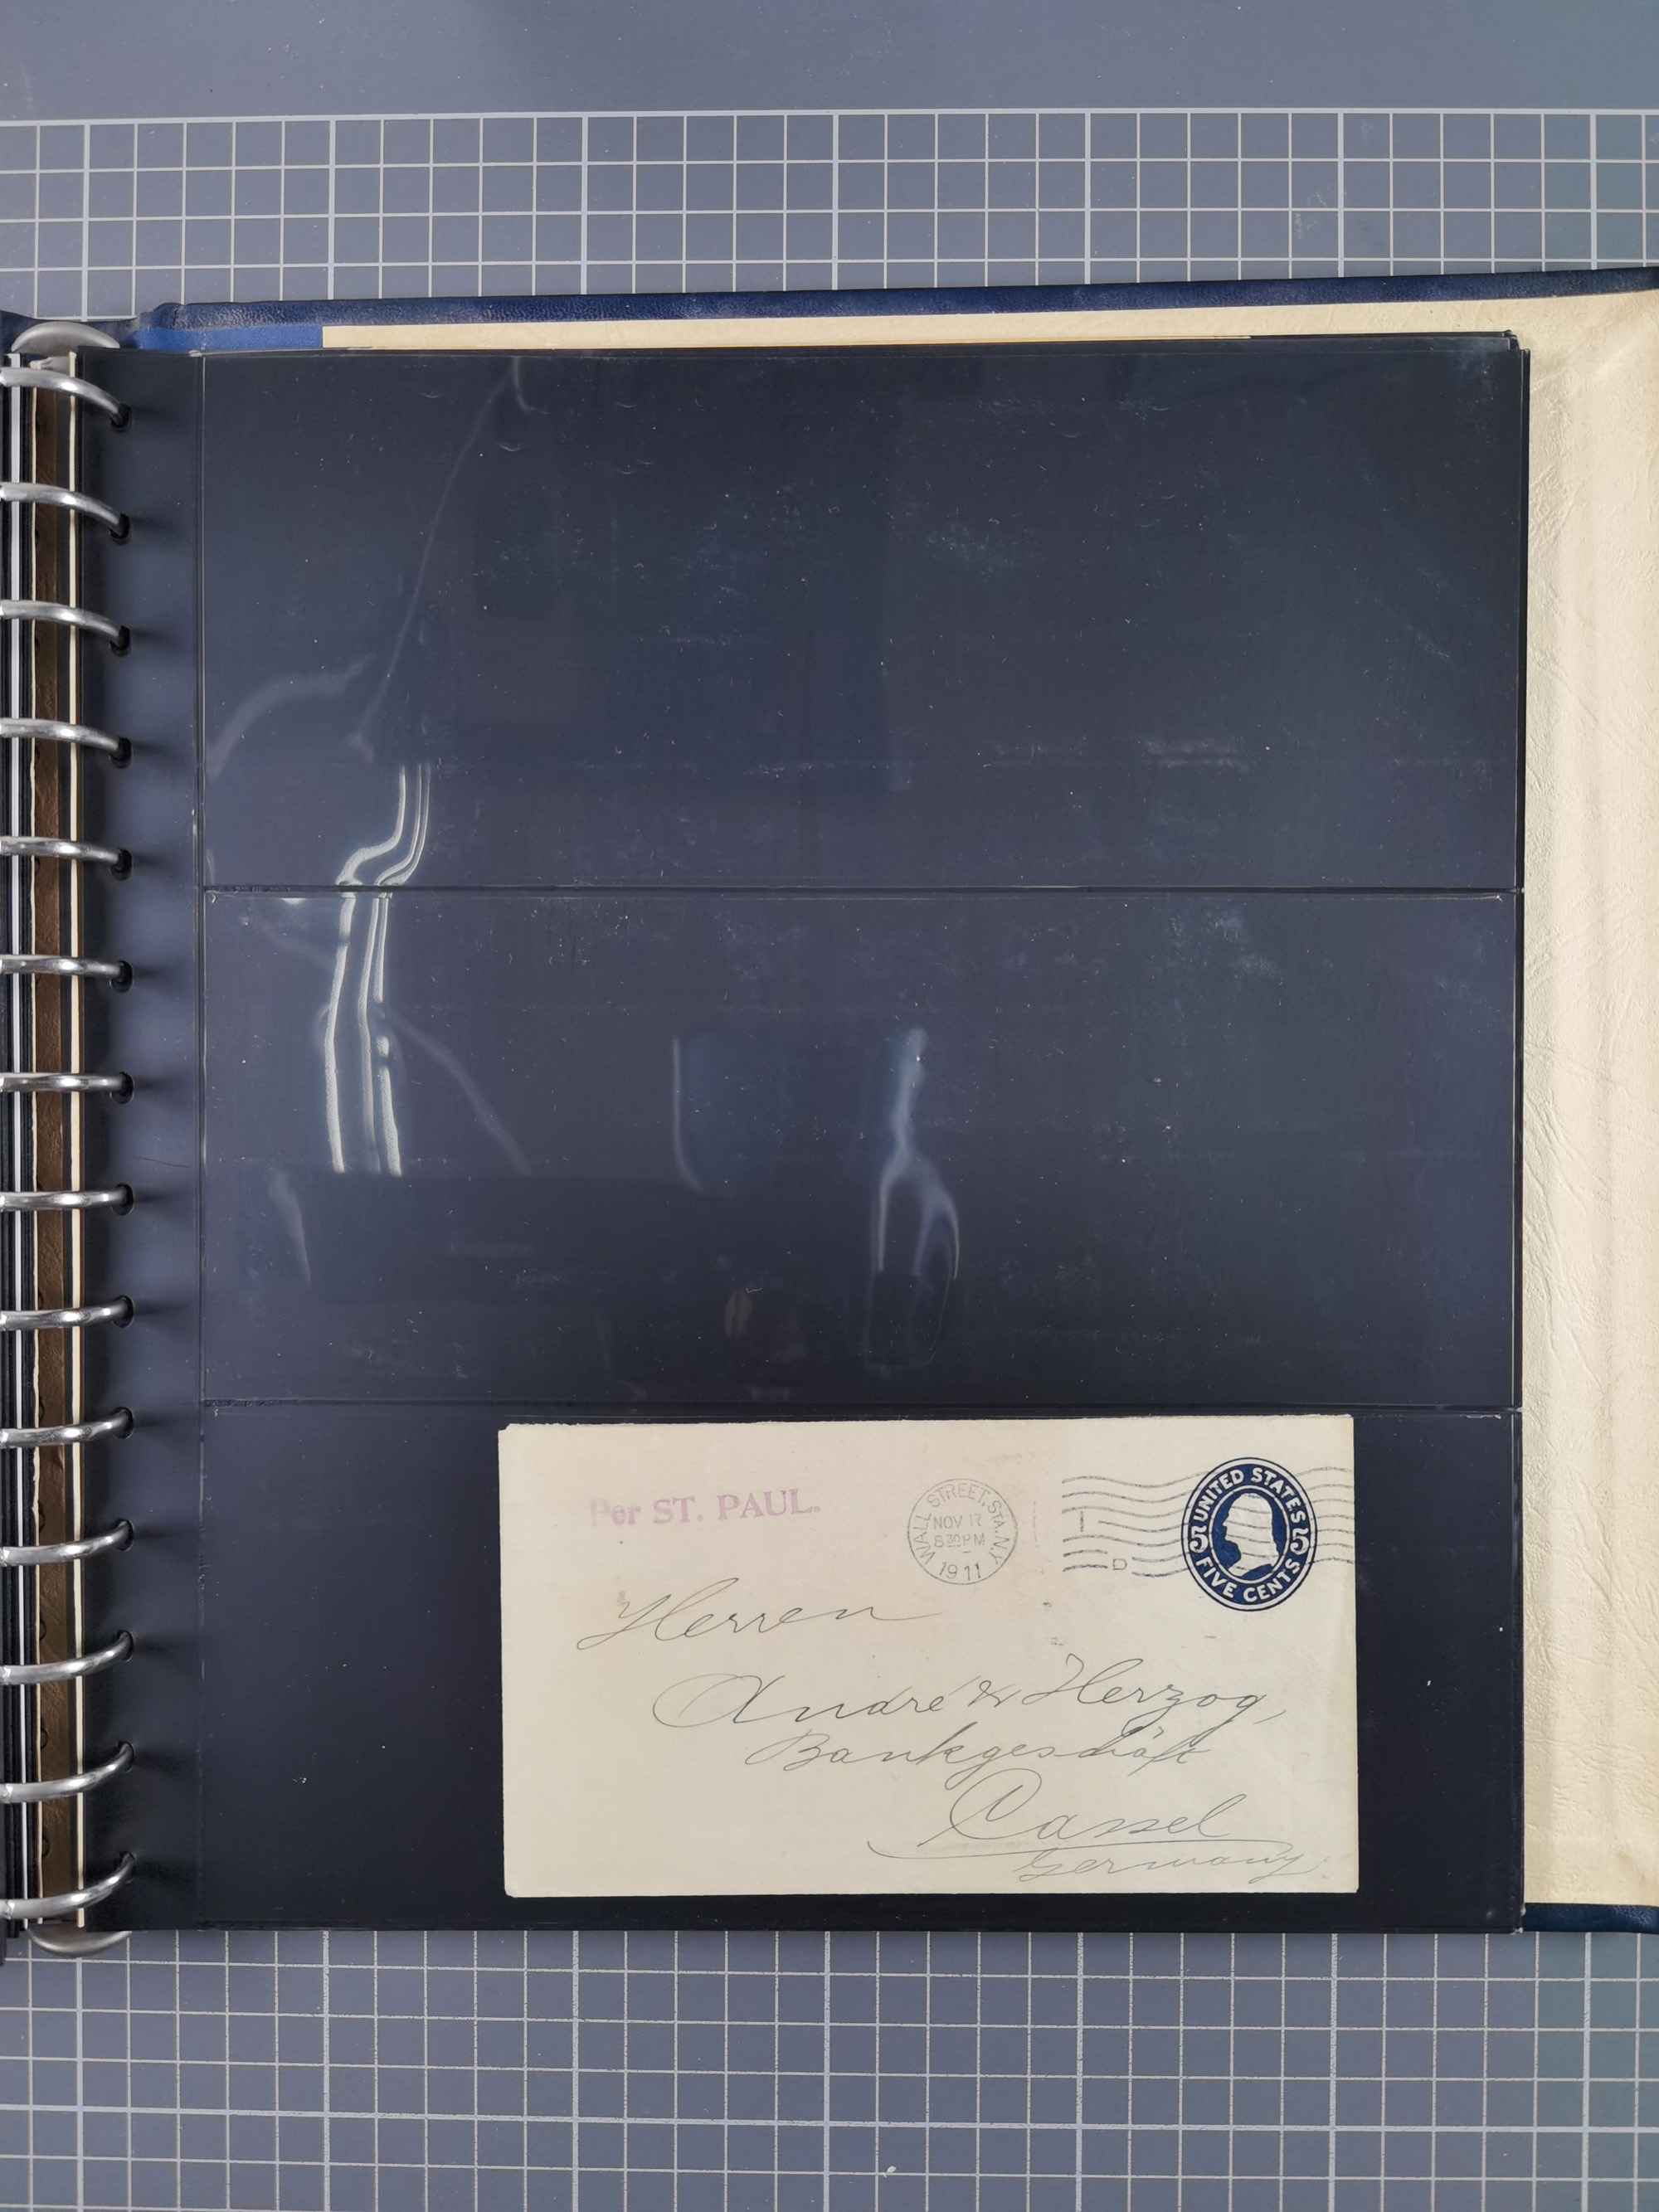 Per ST. PAUL.
WALL STREET, STA. N.Y.
NOV 17
8 30 PM
1911
D
UNITED STATES
5 5
FIVE CENTS
Herren
André & Herzog,
Bankgeschäft
Cassel
Germany.